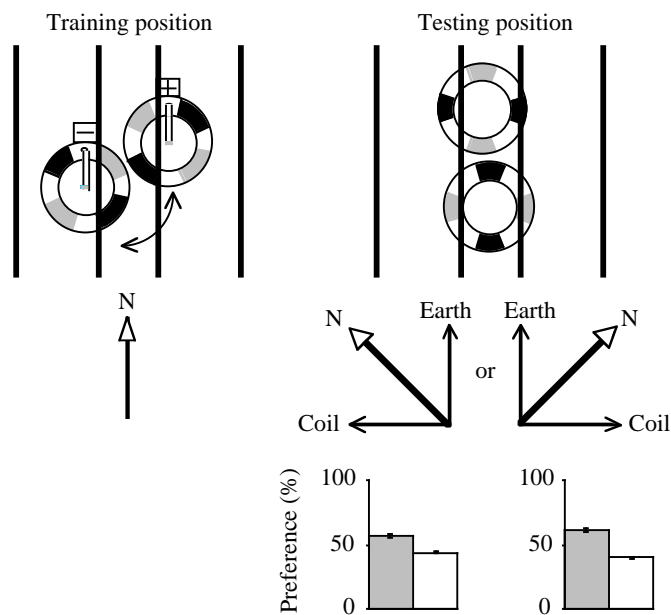 Training position
Testing position
+
−
N
N
Earth
Earth
N
or
Coil
Coil
Preference (%)
100
50
0
100
50
0